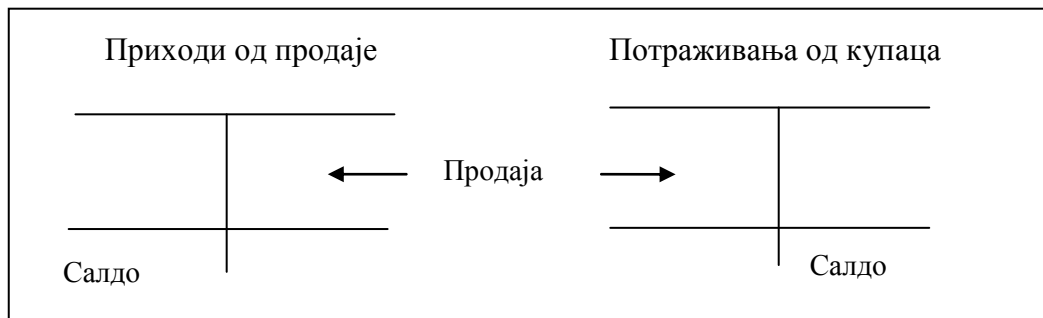 Приходи од продаје
Потраживања од купаца
Продаја
Салдо
Салдо